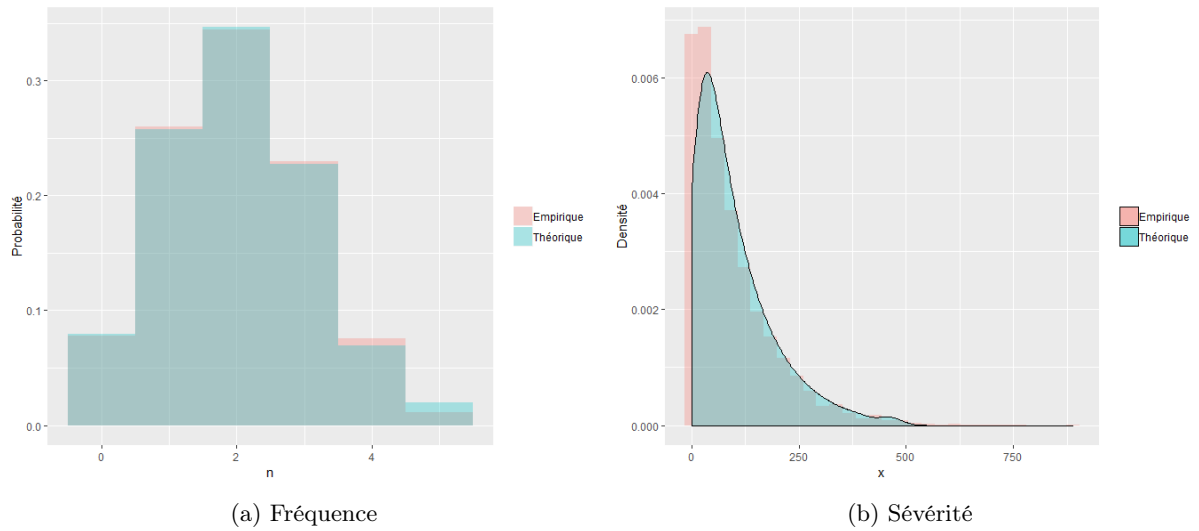 0.3
0.2
0.1
0.0
Probabilité
0
2
4
n
Empirique
Théorique
(a) Fréquence
0.006
0.004
0.002
0.000
Densité
0
250
500
750
x
Empirique
Théorique
(b) Sévérité